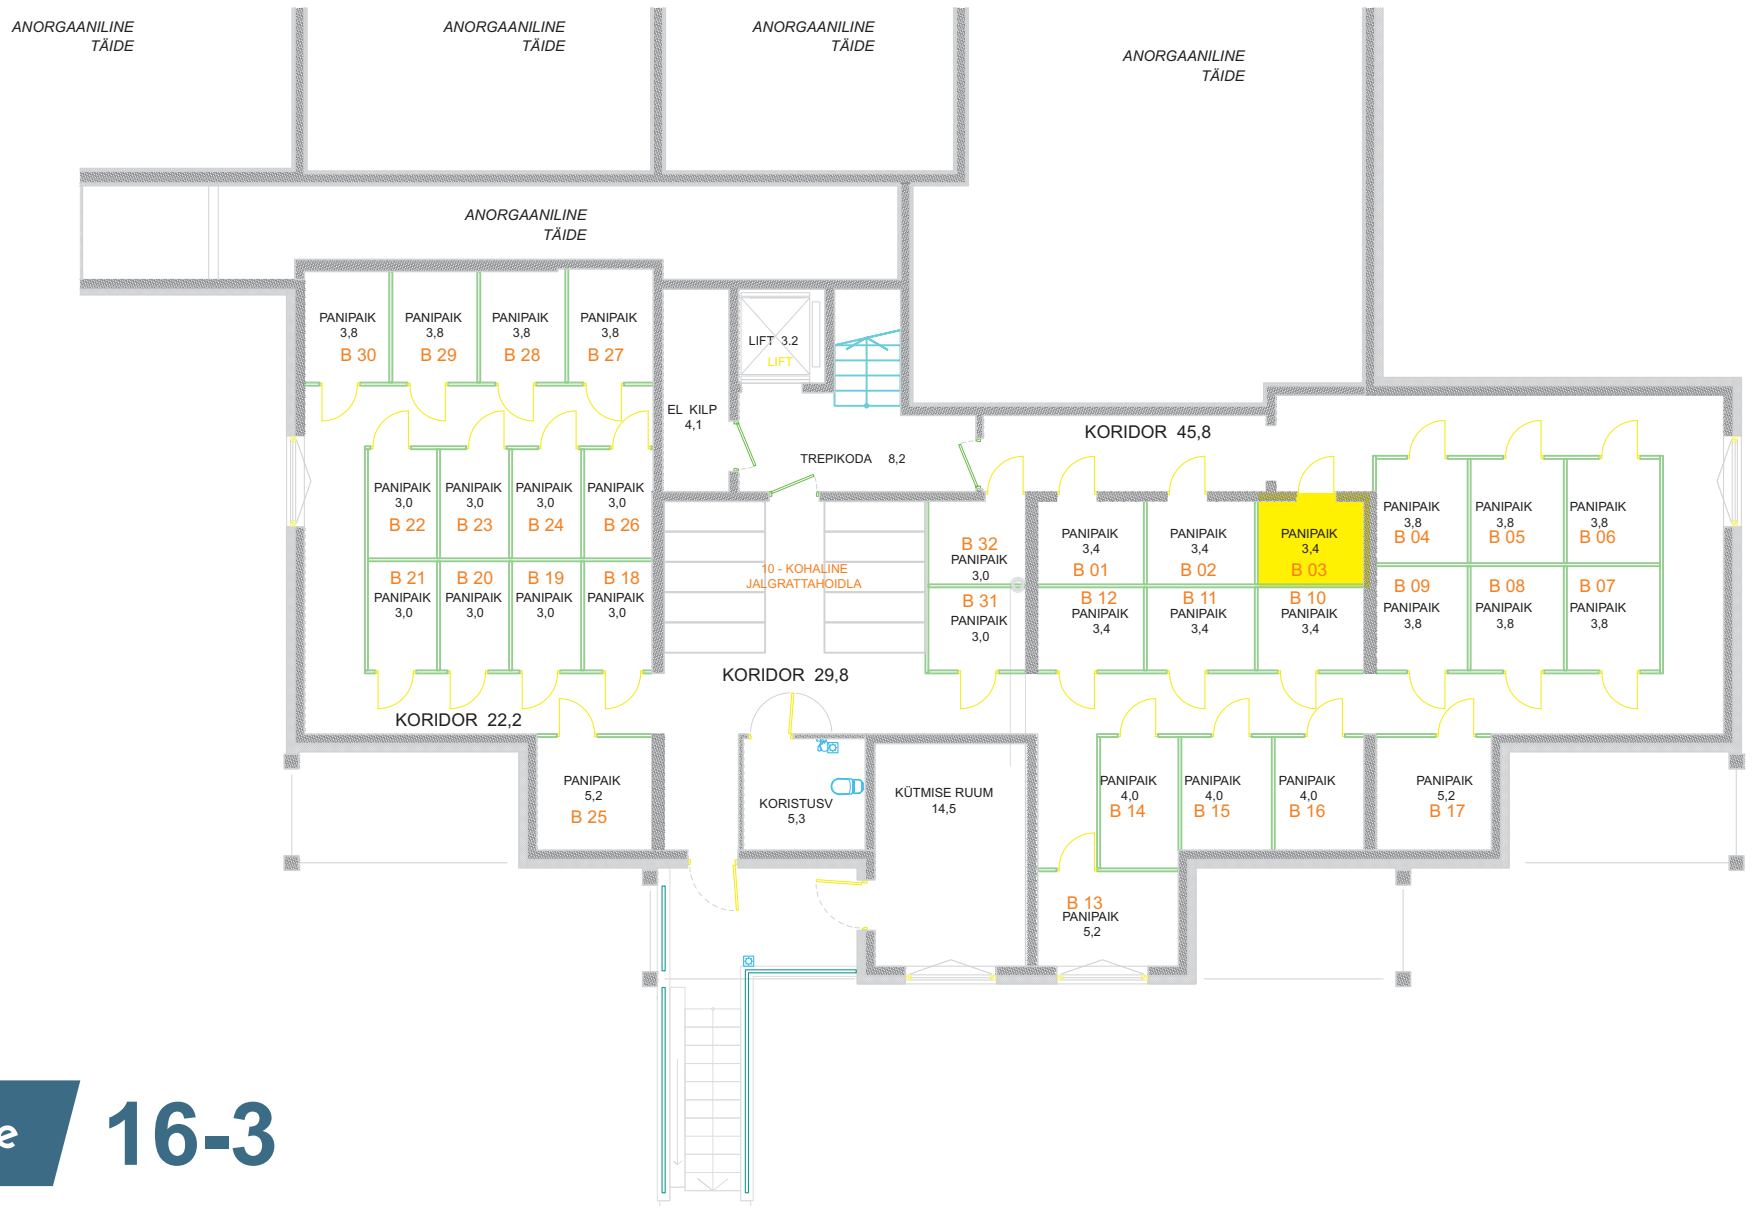 ANORGAANILINE
TÄIDE
ANORGAANILINE
TÄIDE
ANORGAANILINE
TÄIDE
ANORGAANILINE
TÄIDE
ANORGAANILINE
TÄIDE
PANIPAIK
3,8
B 30
PANIPAIK
3,8
B 29
PANIPAIK
3,8
B 28
PANIPAIK
3,8
B 27
LIFT 3.2
LIFT
EL KILP
4,1
TREPIKODA 8,2
KORIDOR 45,8
PANIPAIK
3,0
B 22
PANIPAIK
3,0
B 23
PANIPAIK
3,0
B 24
PANIPAIK
3,0
B 26
B 21
PANIPAIK
3,0
B 20
PANIPAIK
3,0
B 19
PANIPAIK
3,0
B 18
PANIPAIK
3,0
10 - KOHALINE
JALGRATTAHOIDLA
B 32
PANIPAIK
3,0
B 31
PANIPAIK
3,0
PANIPAIK
3,4
B 01
PANIPAIK
3,4
B 02
PANIPAIK
3,4
B 03
B 12
PANIPAIK
3,4
B 11
PANIPAIK
3,4
B 10
PANIPAIK
3,4
PANIPAIK
3,8
B 04
PANIPAIK
3,8
B 05
PANIPAIK
3,8
B 06
B 09
PANIPAIK
3,8
B 08
PANIPAIK
3,8
B 07
PANIPAIK
3,8
KORIDOR 29,8
KORIDOR 22,2
PANIPAIK
5,2
B 25
KORISTUSV
5,3
KÜTMISE RUUM
14,5
PANIPAIK
4,0
B 14
PANIPAIK
4,0
B 15
PANIPAIK
4,0
B 16
PANIPAIK
5,2
B 17
B 13
PANIPAIK
5,2
e
16-3